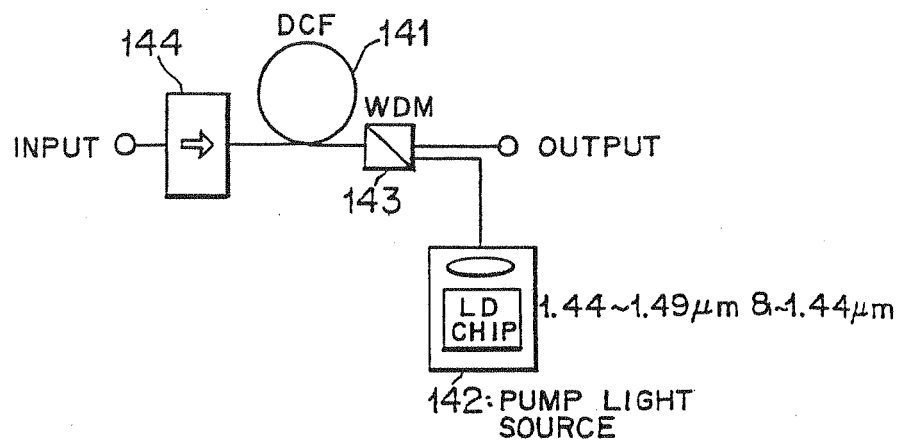 DCF
141
144
WDM
INPUT
OUTPUT
143
LD
CHIP
1.44~1.49μm &~1.44μm
142: PUMP LIGHT
SOURCE